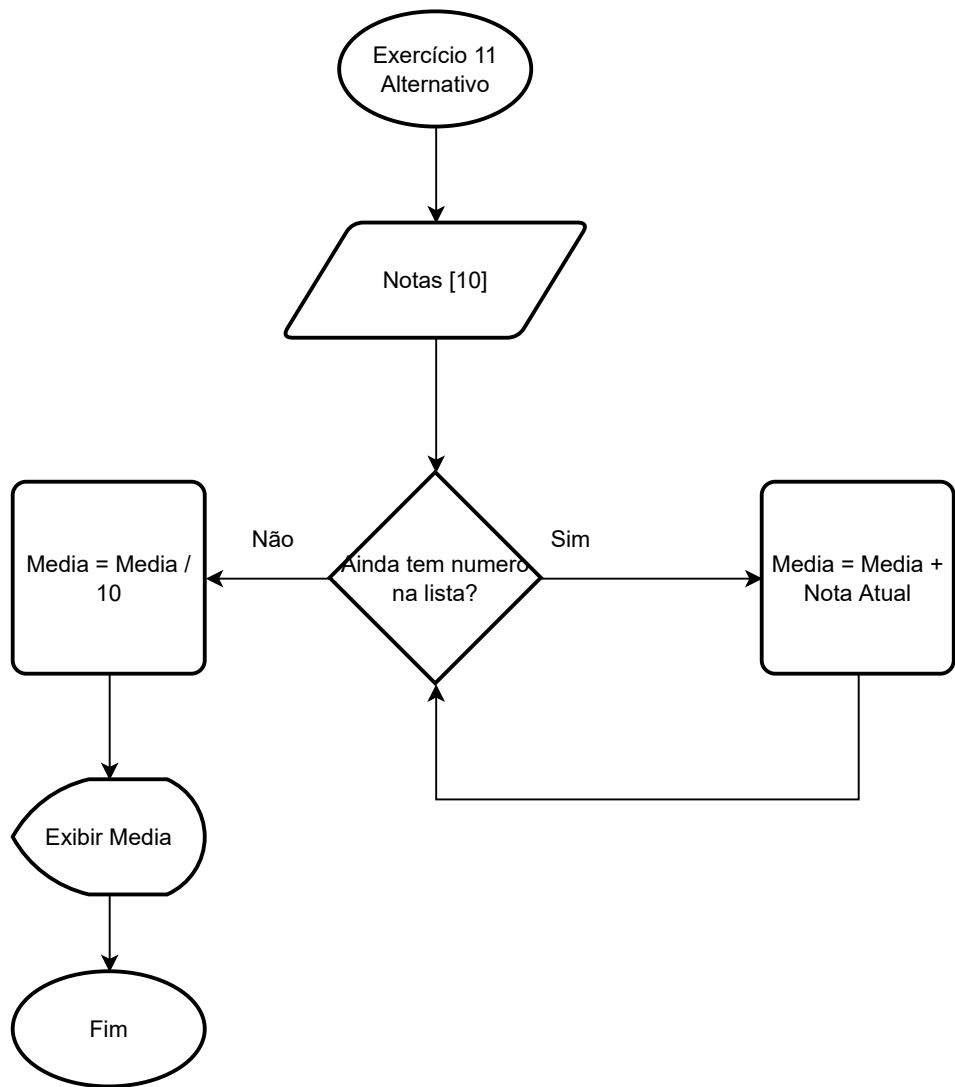 Exercício 11
Alternativo
Notas [10]
Não
Sim
Media = Media /
10
Ainda tem numero
na lista?
Media = Media +
Nota Atual
Exibir Media
Fim